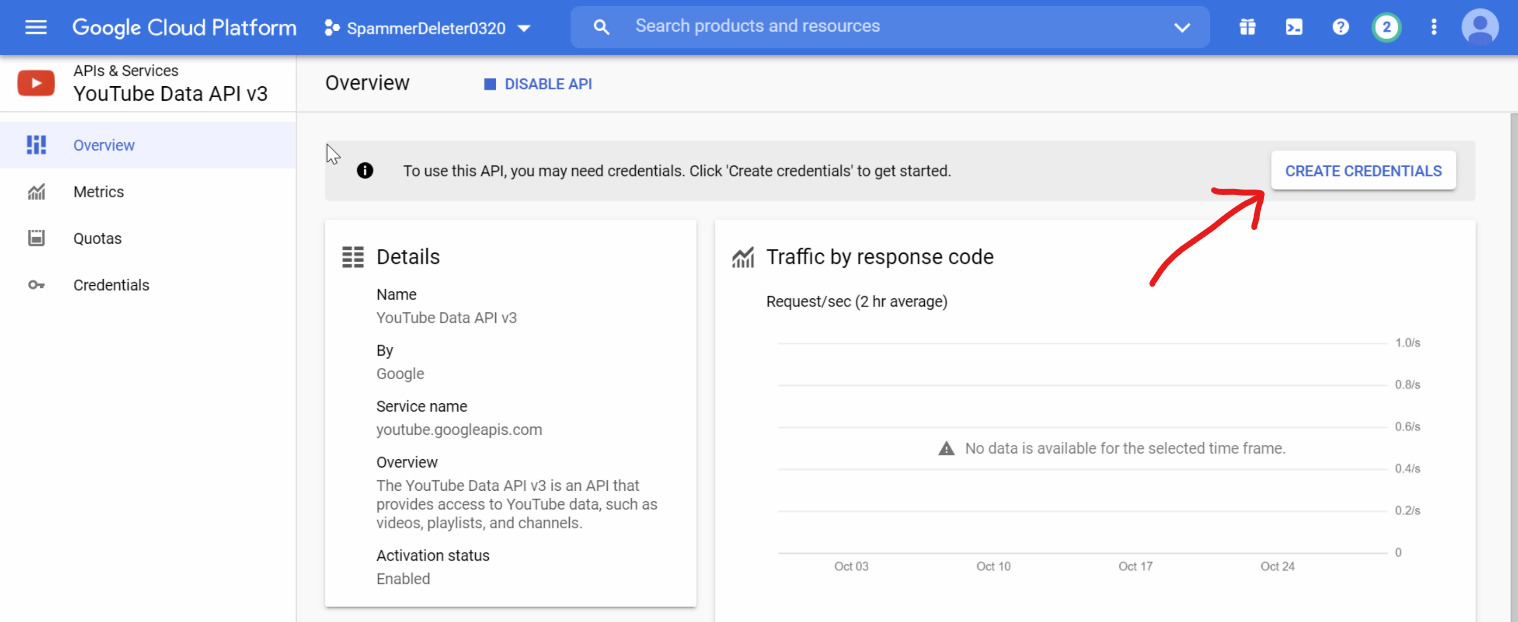 Google Cloud Platform
SpammerDeleter0320
Search products and resources
2
APIs & Services
YouTube Data API v3
Overview
DISABLE API
Overview
Metrics
Quotas
Credentials
To use this API, you may need credentials. Click 'Create credentials' to get started.
CREATE CREDENTIALS
Details
Name
YouTube Data API v3
By
Google
Service name
youtube.googleapis.com
Overview
The YouTube Data API v3 is an API that
provides access to YouTube data, such as
videos, playlists, and channels.
Activation status
Enabled
Traffic by response code
Request/sec (2 hr average)
1.0/s
0.8/s
0.6/s
No data is available for the selected time frame.
0.4/s
0.2/s
0
Oct 03
Oct 10
Oct 17
Oct 24